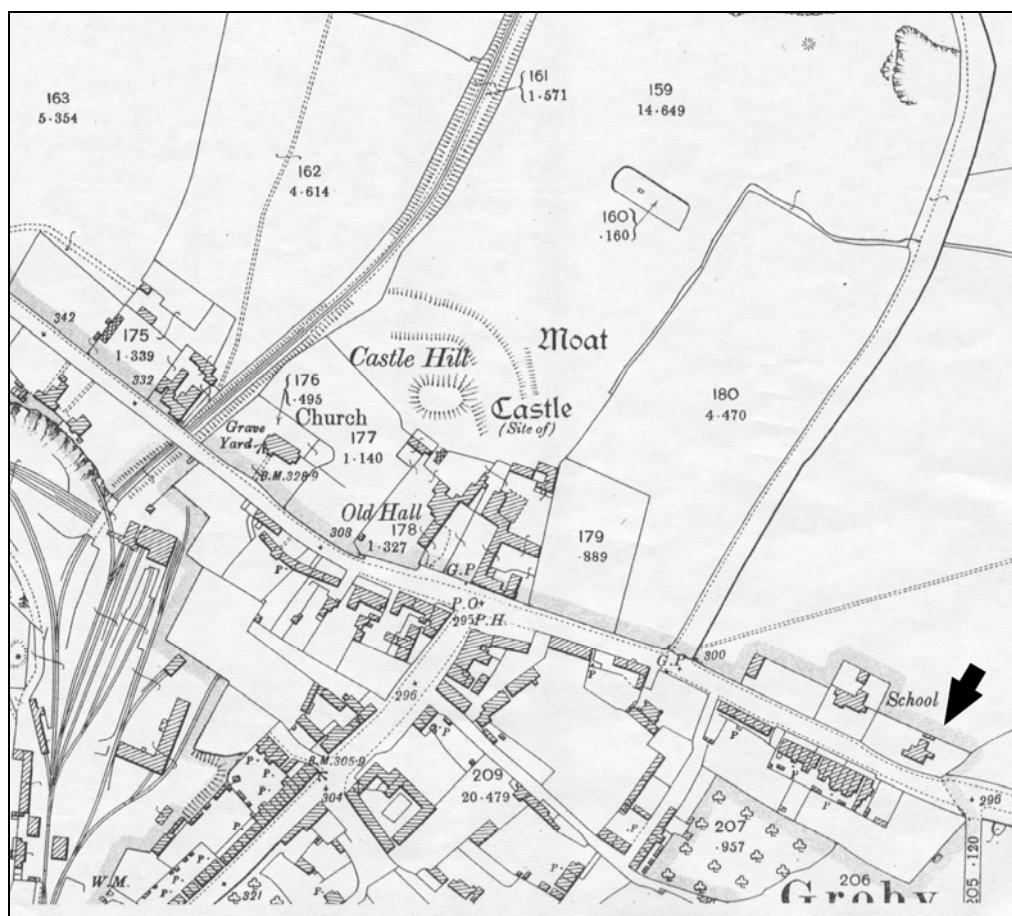 163
5·354
162
4·614
161
1·571
159
14·649
160
·160
342
175
1·339
332
Castle Hill
Moat
Castle
(Site of)
180
4·470
176
·495
Church
Grave
Yard
177
1·140
B.M.328·9
Old Hall
308
178
1·327
179
·889
G.P
P.O
295
P.H
G.P
300
School
296
B.M.305·9
304
P.
P
P
P
P
P
P.
P.
P.
P.
P.
P.
P.
209
20·479
207
·957
206
296
205 ·120
W.M.
321
Groby